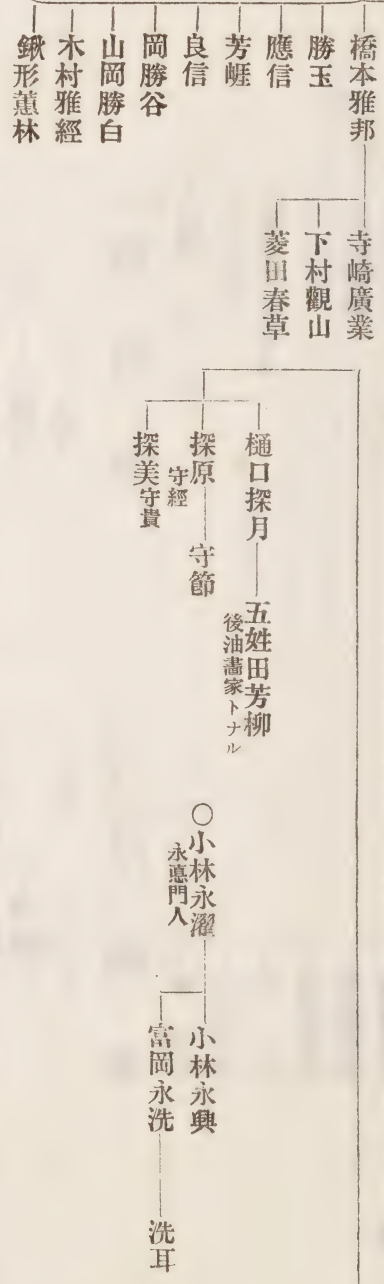 橋本雅邦
勝玉
應信
芳崕
良信
岡勝谷
山岡勝白
木村雅經
鍬形蕙林
寺崎廣業
下村觀山
菱田春草
樋口探月
五姓田芳柳
後油畵家トナル
探原
守經
守節
探美守貴
○小林永濯
永悳門人
小林永興
富岡永洗
洗耳